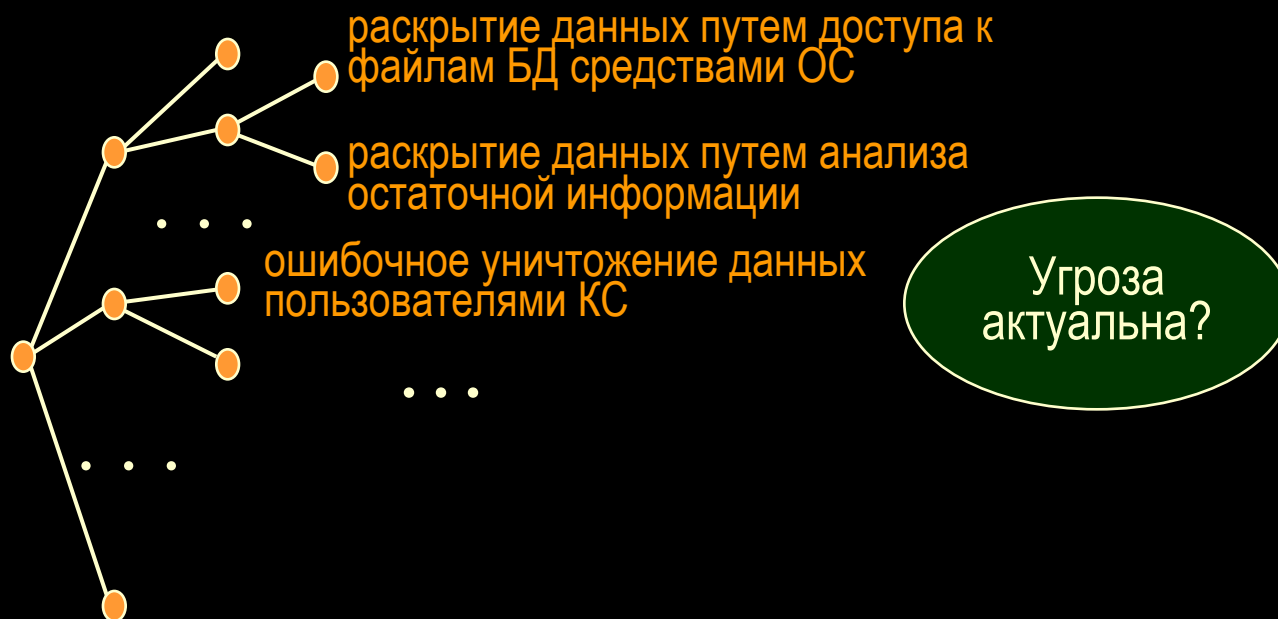 раскрытие данных путем доступа к
файлам БД средствами ОС
раскрытие данных путем анализа
остаточной информации
. . .
ошибочное уничтожение данных
пользователями КС
Угроза
актуальна?
. . .
. . .